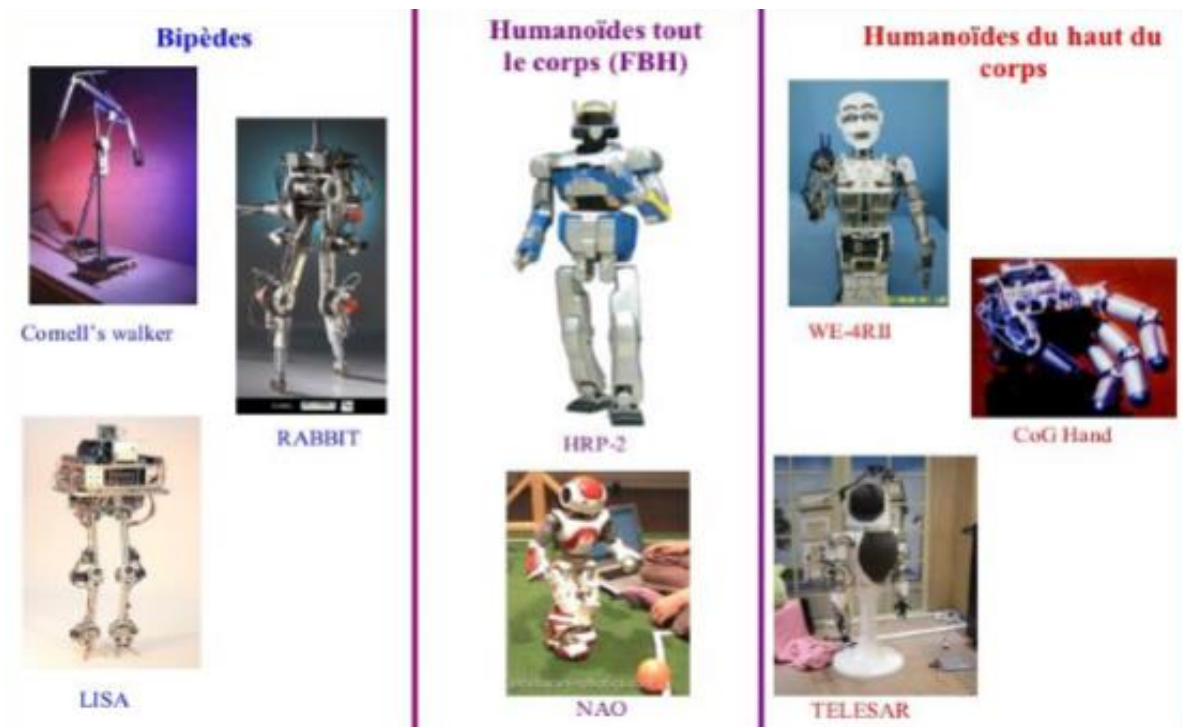 Bipèdes
Cornell's walker
RABBIT
LISA
Humanoïdes tout
le corps (FBH)
HRP-2
NAO
Humanoïdes du haut du
corps
WE-4RII
CoG Hand
TELESAR